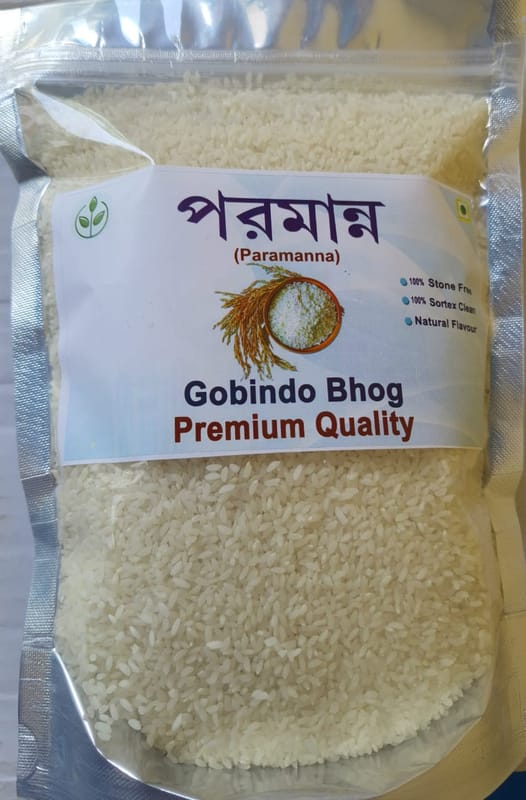 পরমান্ন
(Paramanna)
100% Stone Free
100% Sortex Clean
Natural Flavour
Gobindo Bhog
Premium Quality